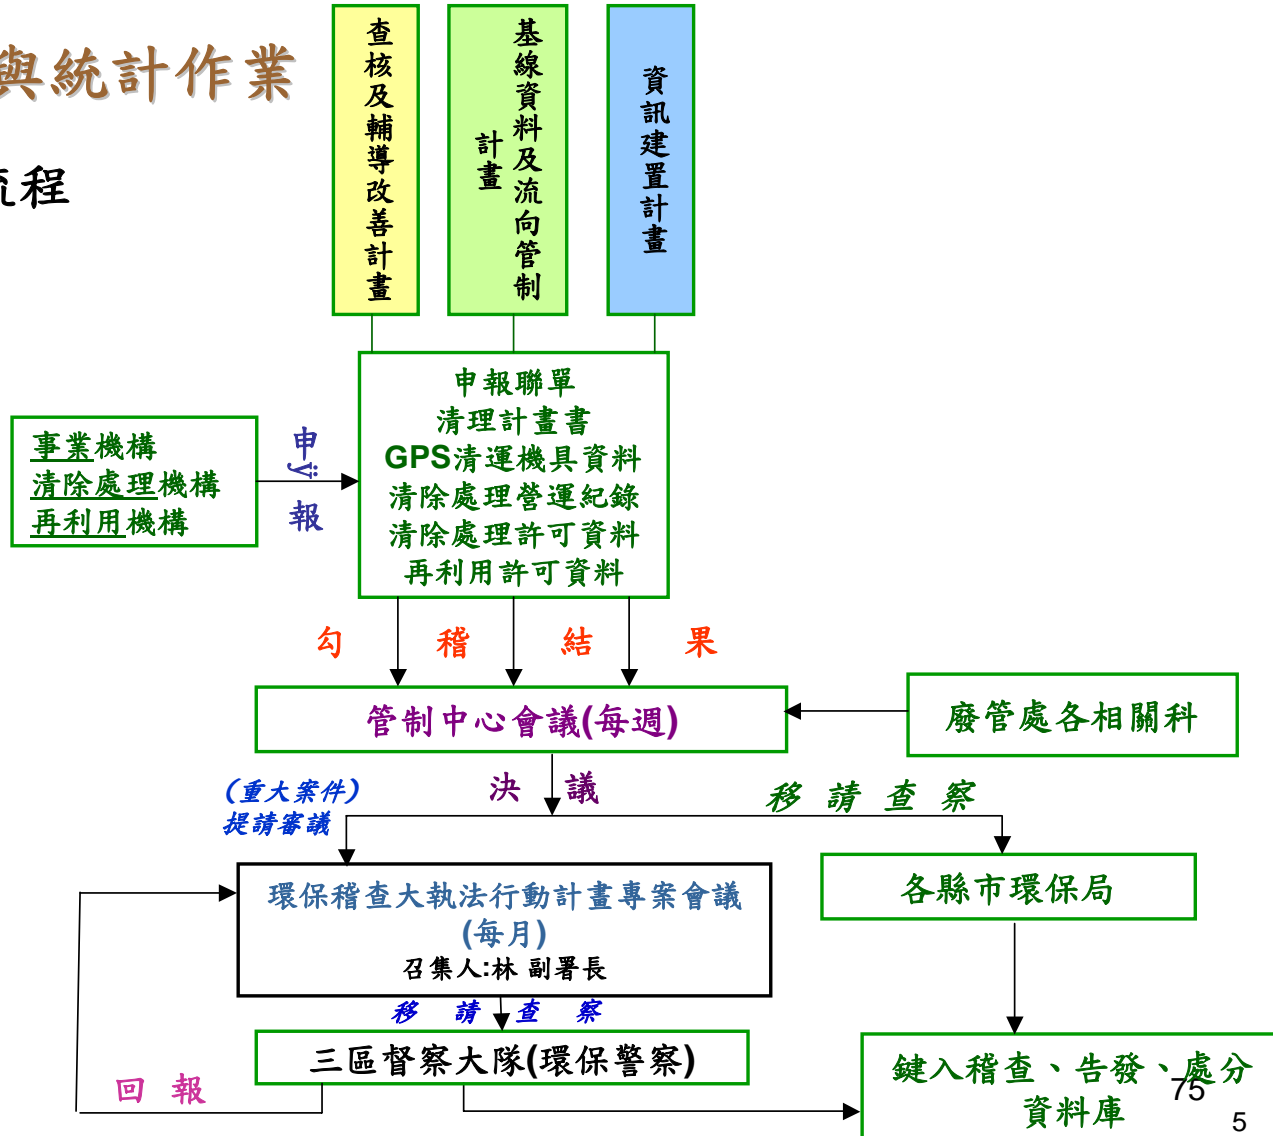 與統計作業
流程
查核及輔導改善計畫
基線資料及流向管制
計畫
資訊建置計畫
申報聯單
清理計畫書
GPS清運機具資料
清除處理營運紀錄
清除處理許可資料
再利用許可資料
事業機構
清除處理機構
再利用機構
申ÿ報
勾稽結果
管制中心會議(每週)
廢管處各相關科
決議
(重大案件)
提請審議
移請查察
環保稽查大執法行動計畫專案會議
(每月)
召集人:林 副署長
各縣市環保局
移請查察
三區督察大隊(環保警察)
回報
鍵入稽查、告發、處分
資料庫
75
5